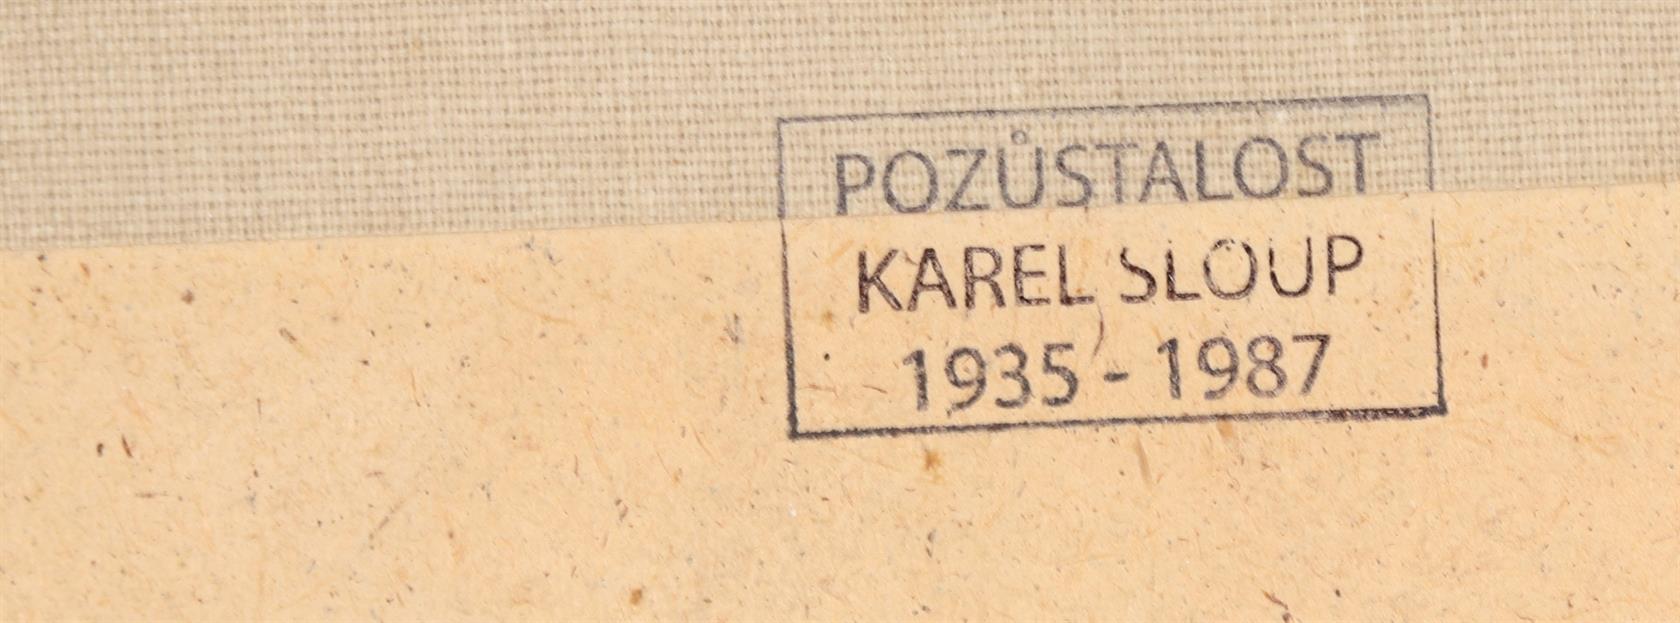 POZŮSTALOST
KAREL SLOUP
1935 - 1987